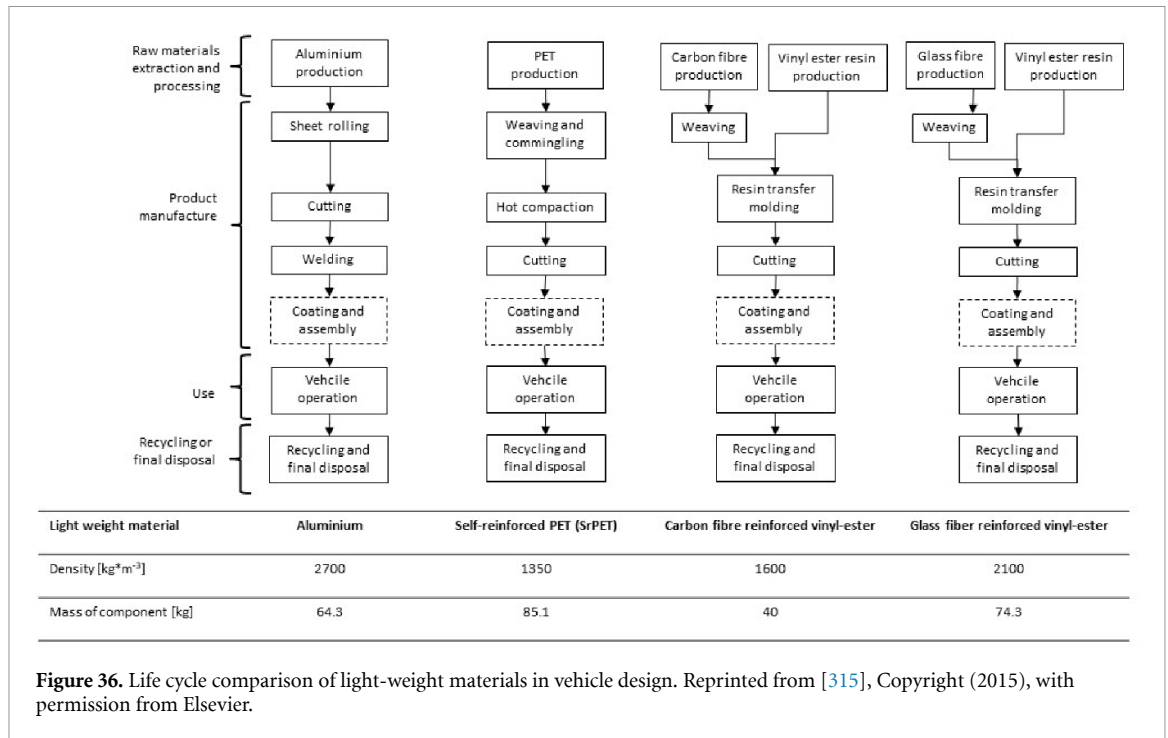 Raw materials
extraction and
processing
Aluminium
production
PET
production
Carbon fibre
production
Vinyl ester resin
production
Glass fibre
production
Vinyl ester resin
production
Product
manufacture
Sheet rolling
Weaving and
commingling
Weaving
Weaving
Cutting
Hot compaction
Resin transfer
molding
Resin transfer
molding
Welding
Cutting
Cutting
Cutting
Coating and
assembly
Coating and
assembly
Coating and
assembly
Coating and
assembly
Use
Vehcile
operation
Vehcile
operation
Vehcile
operation
Vehcile
operation
Recycling or
final disposal
Recycling and
final disposal
Recycling and
final disposal
Recycling and
final disposal
Recycling and
final disposal
Light weight material Aluminium Self-reinforced PET (SrPET) Carbon fibre reinforced vinyl-ester Glass fiber reinforced vinyl-ester
Density [kg*m-3] 2700 1350 1600 2100
Mass of component [kg] 64.3 85.1 40 74.3
Figure 36. Life cycle comparison of light-weight materials in vehicle design. Reprinted from [315], Copyright (2015), with
permission from Elsevier.